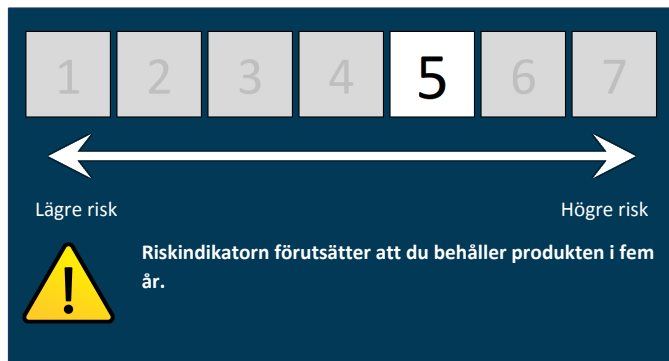 1 2 3 4 5 6 7
Lägre risk Högre risk
Riskindikatorn förutsätter att du behåller produkten i fem
år.